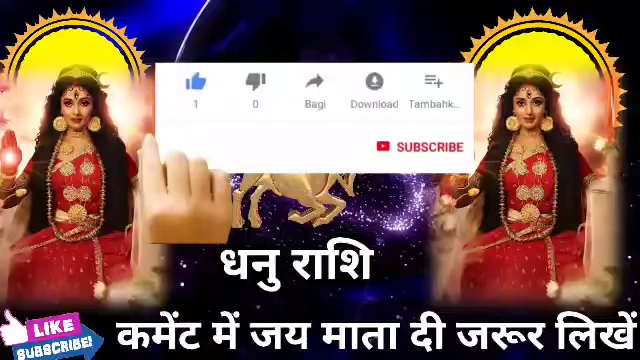 1 0 Bagi Download Tambahk...
SUBSCRIBE
धनु राशि
LIKE
SUBSCRIBE!
कमेंट में जय माता दी जरूर लिखें